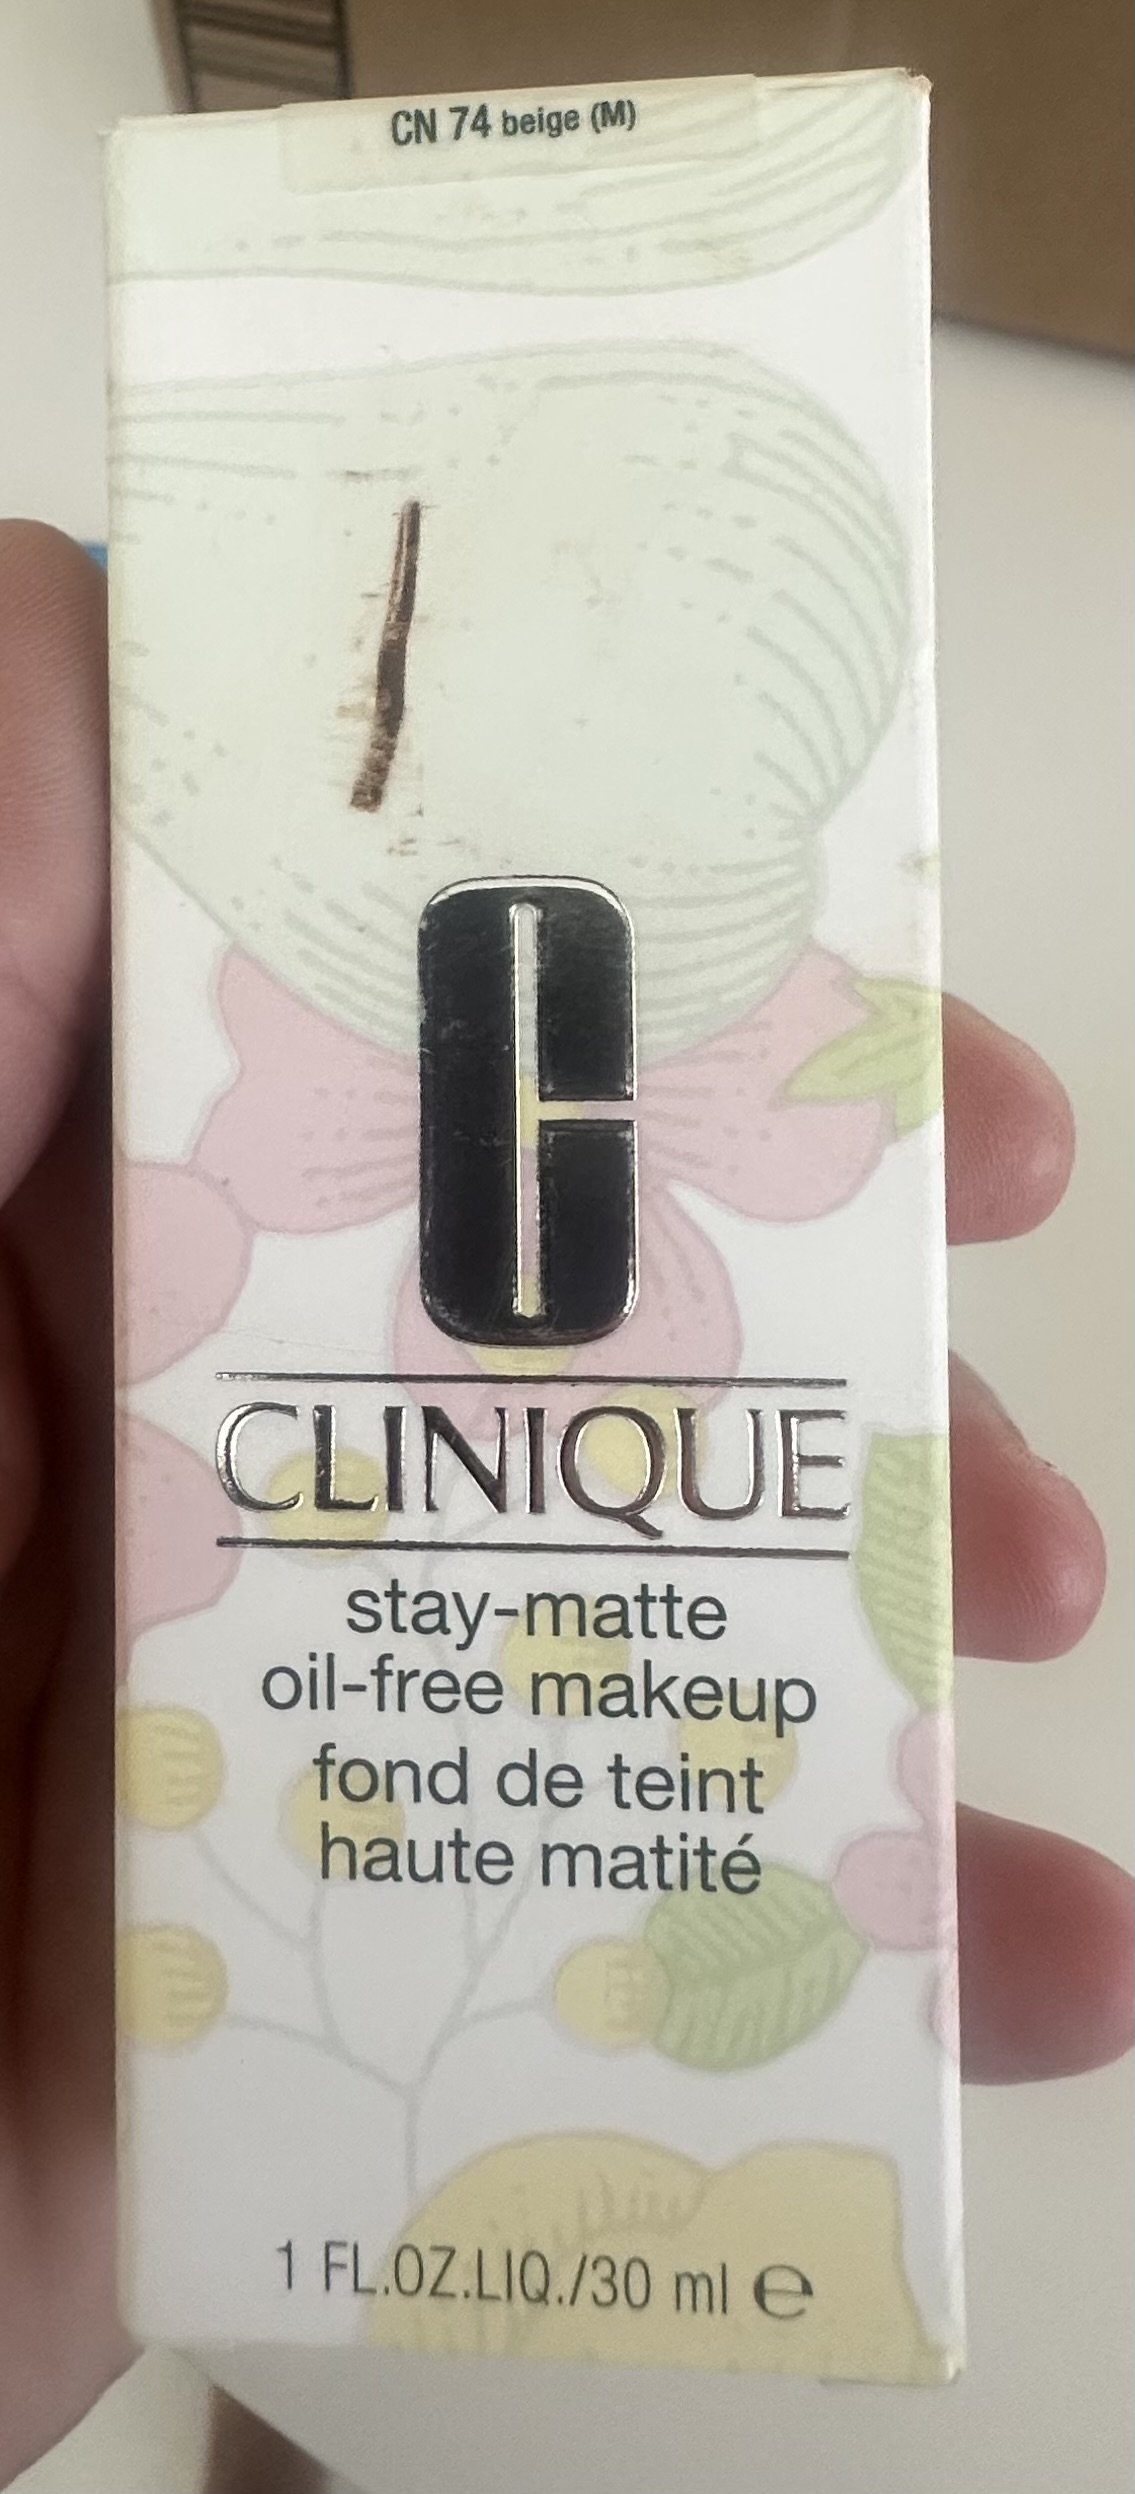 CN 74 beige (M)
CLINIQUE
stay-matte
oil-free makeup
fond de teint
haute matité
1 FL.OZ.LIQ./30 ml ℮